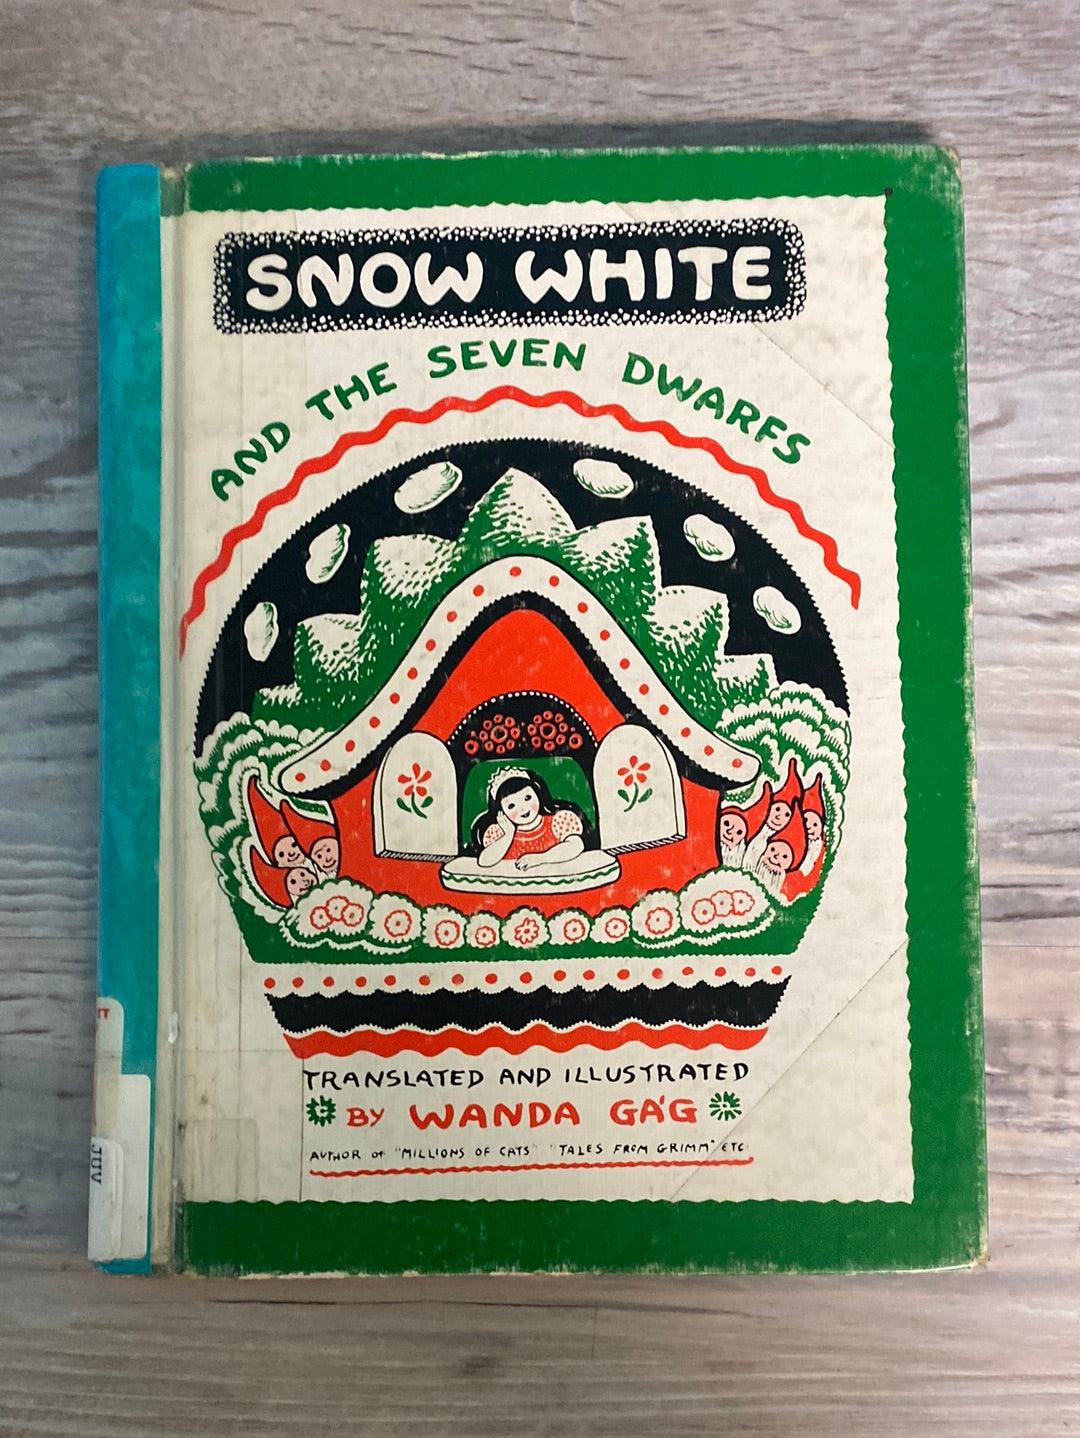 SNOW WHITE
AND THE SEVEN DWARFS
TRANSLATED AND ILLUSTRATED
BY WANDA GA'G
AUTHOR OF "MILLIONS OF CATS" "TALES FROM GRIMM" ETC.
JUV